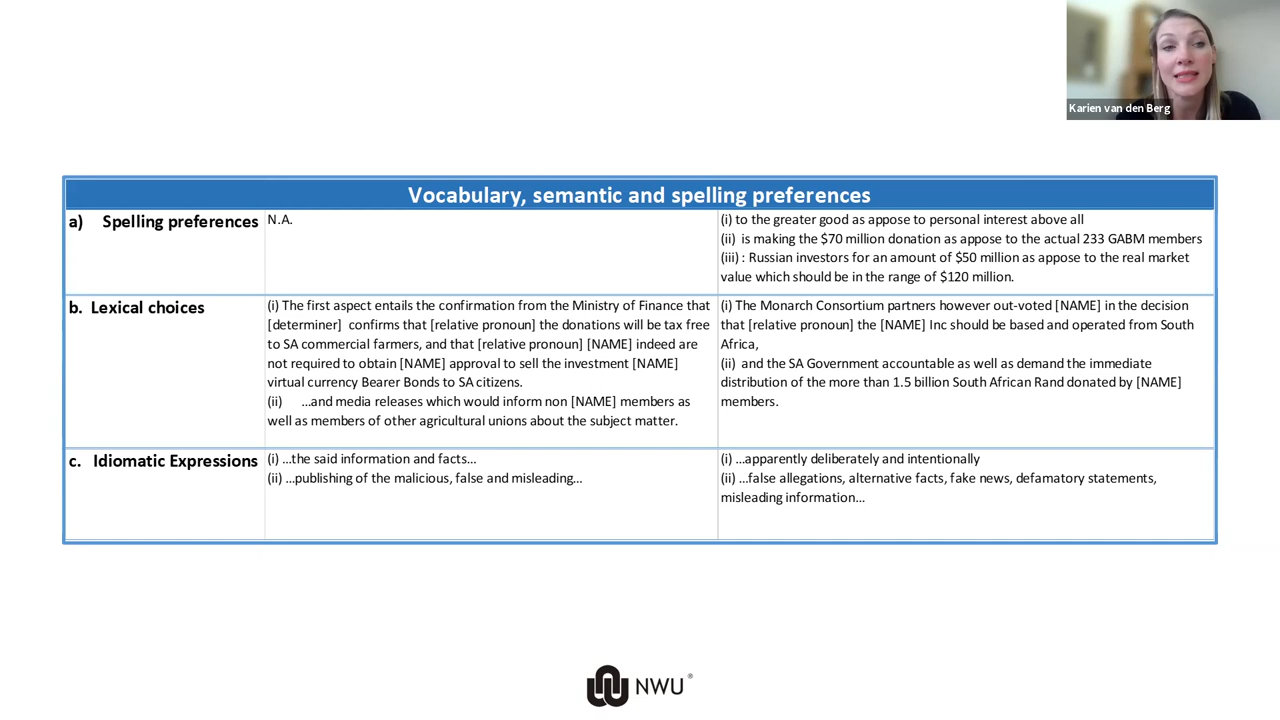 Karien van den Berg
Vocabulary, semantic and spelling preferences
a) Spelling preferences
N.A.
(i) to the greater good as appose to personal interest above all
(ii) is making the $70 million donation as appose to the actual 233 GABM members
(iii) : Russian investors for an amount of $50 million as appose to the real market
value which should be in the range of $120 million.
b. Lexical choices
(i) The first aspect entails the confirmation from the Ministry of Finance that
[determiner] confirms that [relative pronoun] the donations will be tax free
to SA commercial farmers, and that [relative pronoun] [NAME] indeed are
not required to obtain [NAME] approval to sell the investment [NAME]
virtual currency Bearer Bonds to SA citizens.
(ii) …and media releases which would inform non [NAME] members as
well as members of other agricultural unions about the subject matter.
(i) The Monarch Consortium partners however out-voted [NAME] in the decision
that [relative pronoun] the [NAME] Inc should be based and operated from South
Africa,
(ii) and the SA Government accountable as well as demand the immediate
distribution of the more than 1.5 billion South African Rand donated by [NAME]
members.
c. Idiomatic Expressions
(i) …the said information and facts…
(ii) …publishing of the malicious, false and misleading…
(i) …apparently deliberately and intentionally
(ii) …false allegations, alternative facts, fake news, defamatory statements,
misleading information…
NWU®